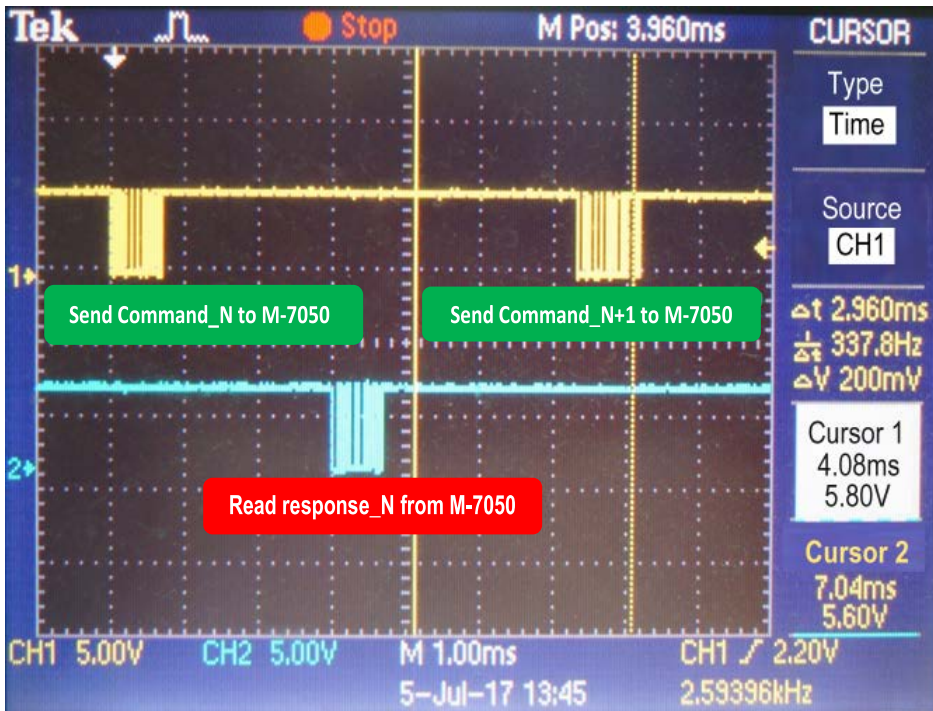 Tek Stop M Pos: 3.960ms CURSOR
Type
Time
Source
CH1
1
Send Command_N to M-7050
Send Command_N+1 to M-7050
Δt 2.960ms
1/Δt 337.8Hz
ΔV 200mV
Cursor 1
4.08ms
5.80V
2
Read response_N from M-7050
Cursor 2
7.04ms
5.60V
CH1 5.00V CH2 5.00V M 1.00ms CH1 / 2.20V
5-Jul-17 13:45 2.59396kHz